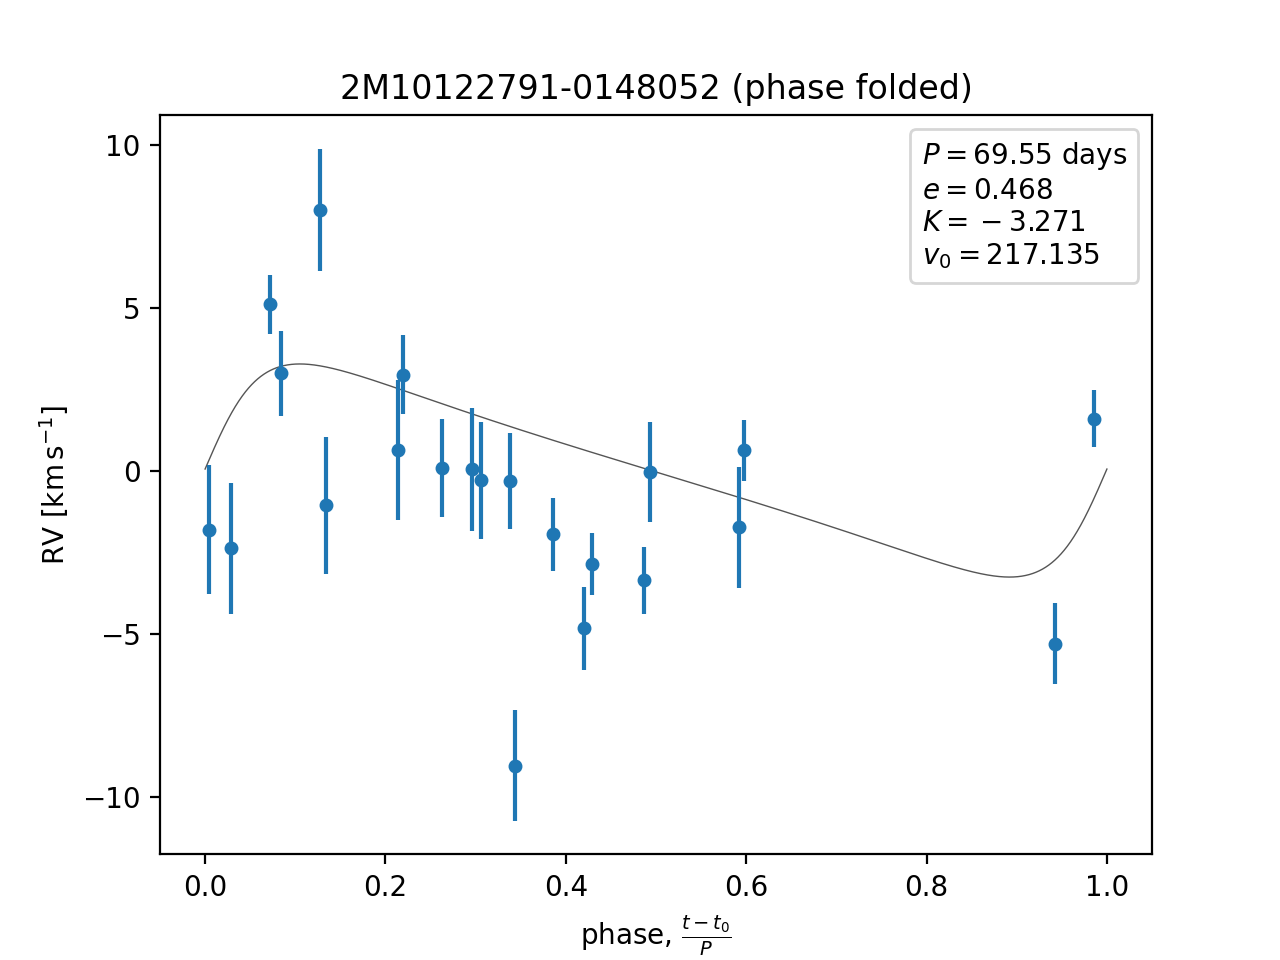 2M10122791-0148052 (phase folded)
P = 69.55 days
e = 0.468
K = −3.271
v₀ = 217.135
10
5
0
−5
−10
RV [km s⁻¹]
0.0 0.2 0.4 0.6 0.8 1.0
phase, (t − t₀)/P